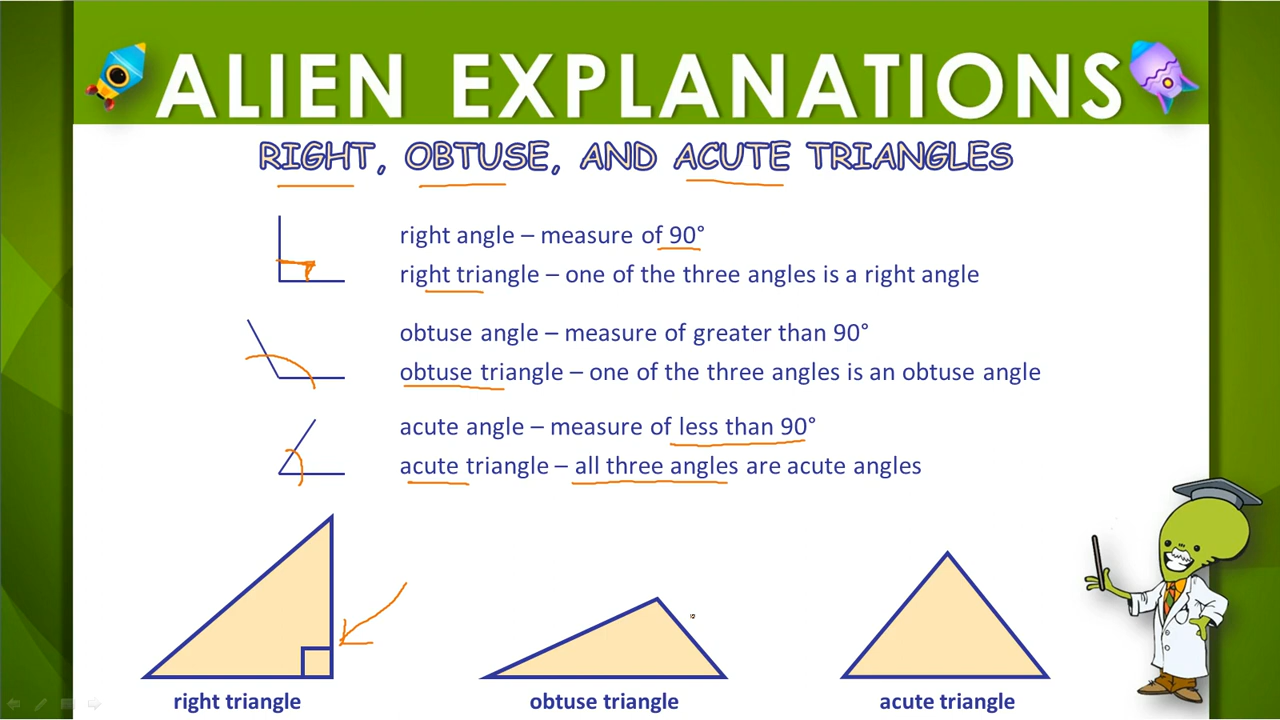 ALIEN EXPLANATIONS
RIGHT, OBTUSE, AND ACUTE TRIANGLES
right angle – measure of 90°
right triangle – one of the three angles is a right angle
obtuse angle – measure of greater than 90°
obtuse triangle – one of the three angles is an obtuse angle
acute angle – measure of less than 90°
acute triangle – all three angles are acute angles
right triangle
obtuse triangle
acute triangle